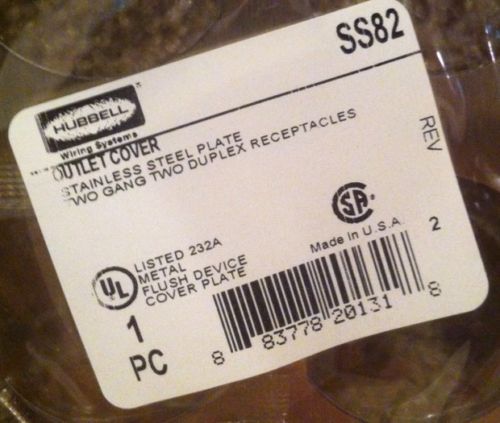 SS82
HUBBELL
Wiring Systems
OUTLET COVER
STAINLESS STEEL PLATE
TWO GANG TWO DUPLEX RECEPTACLES
REV 2
SA
Made in U.S.A.
UL
LISTED 232A
METAL
FLUSH DEVICE
COVER PLATE
1
PC
8 83778 20131 8